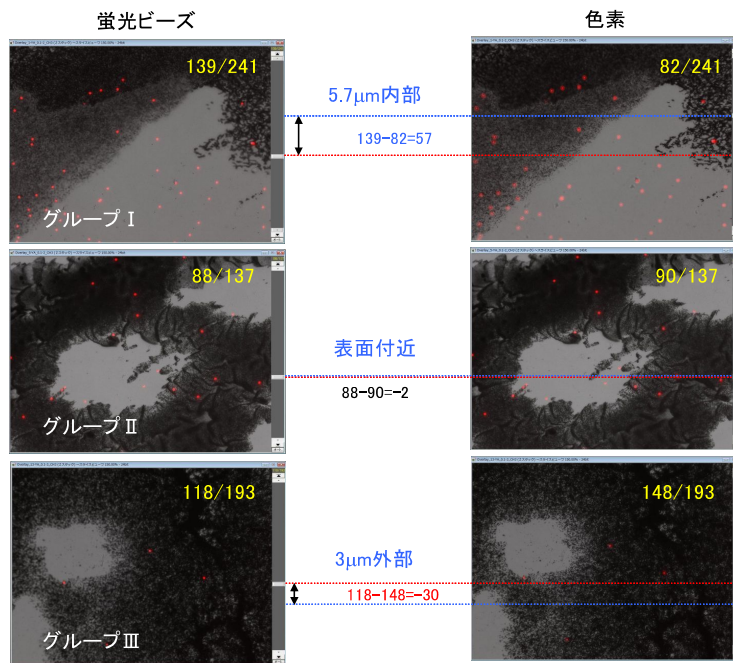 蛍光ビーズ
色素
139/241
82/241
5.7μm内部
139-82=57
グループⅠ
88/137
90/137
表面付近
88-90=-2
グループⅡ
118/193
148/193
3μm外部
118-148=-30
グループⅢ